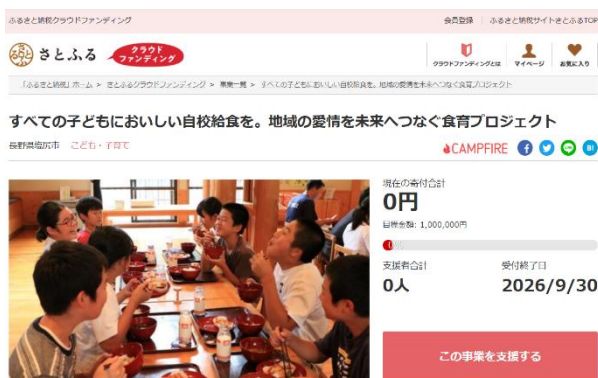 ふるさと納税クラウドファンディング
会員登録
ふるさと納税サイトさとふるTOP
さとふる
クラウド
ファンディング
クラウドファンディングとは
マイページ
お気に入り
「ふるさと納税」ホーム > さとふるクラウドファンディング > 事業一覧 > すべての子どもにおいしい自校給食を。地域の愛情を未来へつなぐ食育プロジェクト
すべての子どもにおいしい自校給食を。地域の愛情を未来へつなぐ食育プロジェクト
長野県塩尻市 こども・子育て
CAMPFIRE
現在の寄付合計
0円
目標金額: 1,000,000円
支援者合計
受付終了日
0人
2026/9/30
この事業を支援する